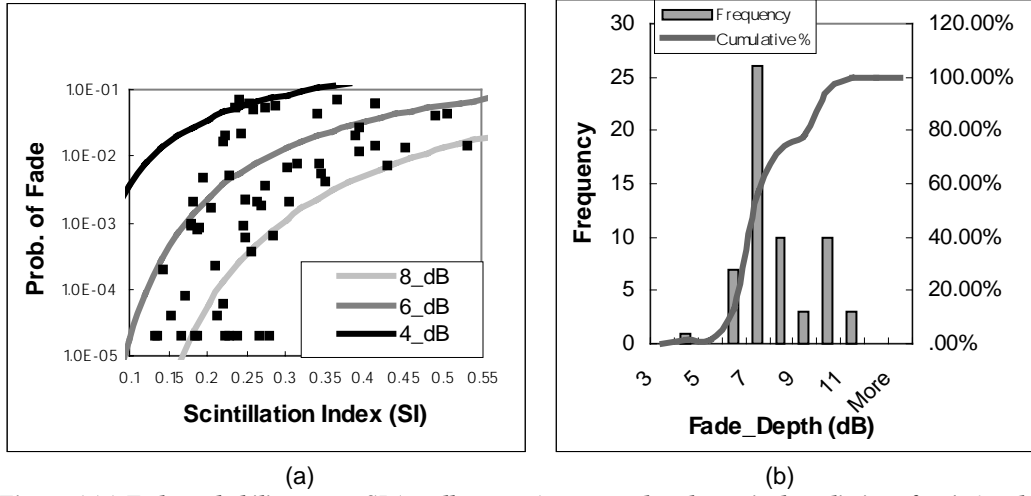 1.0E-01
1.0E-02
1.0E-03
1.0E-04
1.0E-05
Prob. of Fade
8_dB
6_dB
4_dB
0.1 0.15 0.2 0.25 0.3 0.35 0.4 0.45 0.5 0.55
Scintillation Index (SI)
(a)
Frequency
Cumulative %
30
25
20
15
10
5
0
Frequency
120.00%
100.00%
80.00%
60.00%
40.00%
20.00%
.00%
3 5 7 9 11 More
Fade_Depth (dB)
(b)